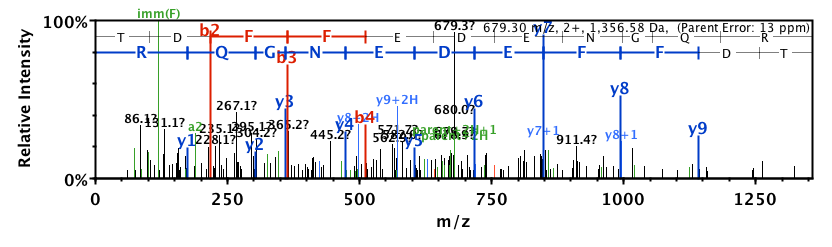 imm(F)
100%
0%
Relative Intensity
679.3?
679.30 m/z, 2+, 1,356.58 Da, (Parent Error: 13 ppm)
T D F F E D E N G Q R
R Q G N E D E F F D T
b2
b3
b4
y1
y2
y3
y4
y5
y6
y7
y8
y9
a2
y9+2H
y8+2H
y7+1
y8+1
86.1?
131.1?
267.1?
228.1?
304.2?
365.2?
445.2?
680.0?
911.4?
0 250 500 750 1000 1250
m/z